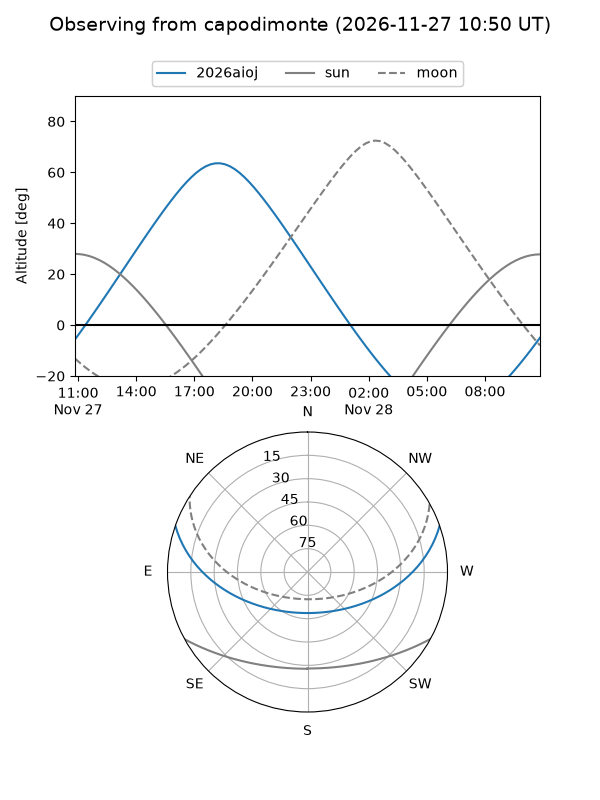 Observing from capodimonte (2026-11-27 10:50 UT)
2026aioj sun moon
Altitude [deg]
80
60
40
20
0
−20
11:00 14:00 17:00 20:00 23:00 02:00 05:00 08:00
Nov 27 Nov 28
N
NE NW
15
30
45
60
75
E W
SE SW
S